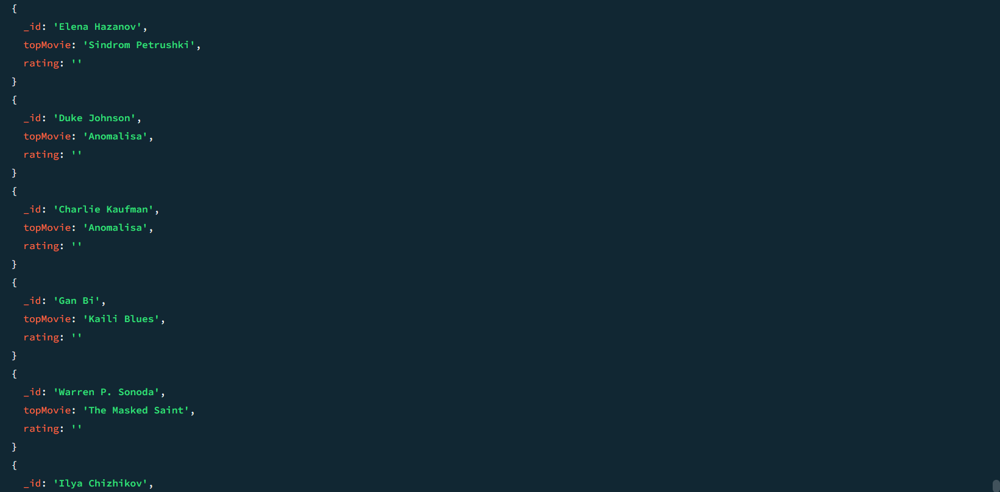 {
  _id: 'Elena Hazanov',
  topMovie: 'Sindrom Petrushki',
  rating: ''
}
{
  _id: 'Duke Johnson',
  topMovie: 'Anomalisa',
  rating: ''
}
{
  _id: 'Charlie Kaufman',
  topMovie: 'Anomalisa',
  rating: ''
}
{
  _id: 'Gan Bi',
  topMovie: 'Kaili Blues',
  rating: ''
}
{
  _id: 'Warren P. Sonoda',
  topMovie: 'The Masked Saint',
  rating: ''
}
{
  _id: 'Ilya Chizhikov',